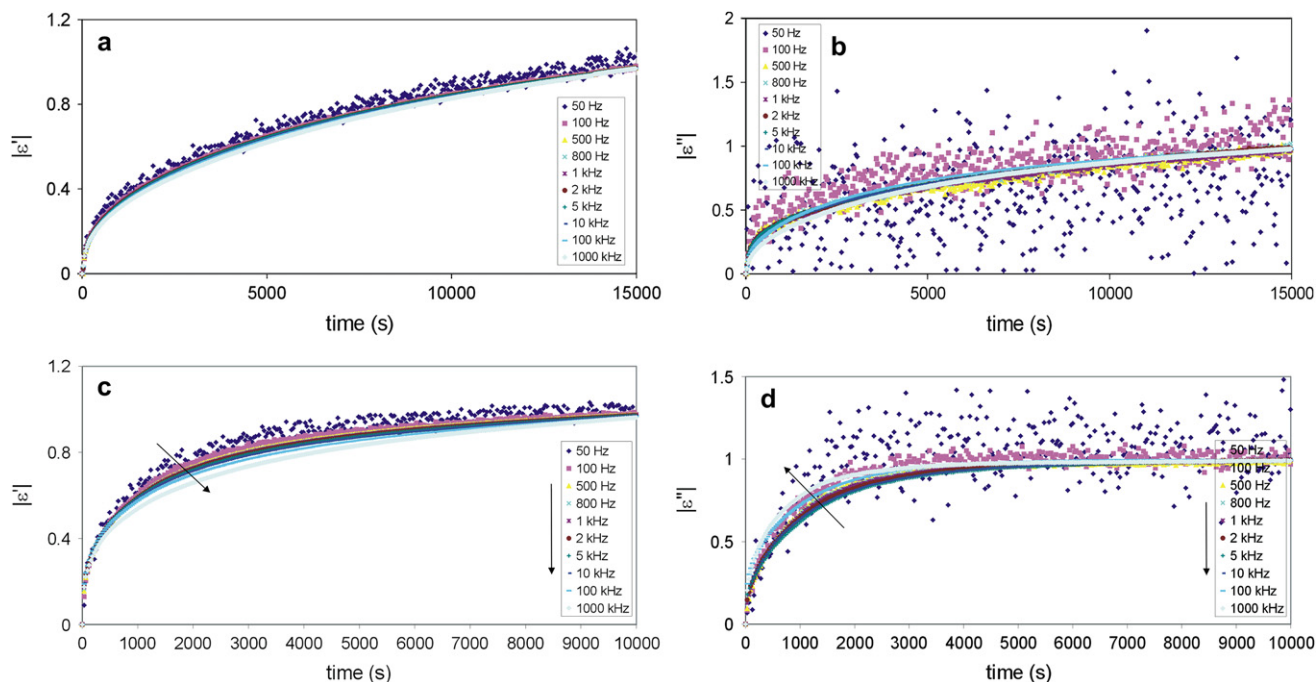 a
1.2
0.8
0.4
0
|ε'|
0
5000
10000
15000
time (s)
50 Hz
100 Hz
500 Hz
800 Hz
1 kHz
2 kHz
5 kHz
10 kHz
100 kHz
1000 kHz
b
2
1.5
1
0.5
0
|ε"|
0
5000
10000
15000
time (s)
50 Hz
100 Hz
500 Hz
800 Hz
1 kHz
2 kHz
5 kHz
10 kHz
100 kHz
1000 kHz
c
1.2
0.8
0.4
0
|ε'|
0
1000
2000
3000
4000
5000
6000
7000
8000
9000
10000
time (s)
50 Hz
100 Hz
500 Hz
800 Hz
1 kHz
2 kHz
5 kHz
10 kHz
100 kHz
1000 kHz
d
1.5
1
0.5
0
|ε"|
0
1000
2000
3000
4000
5000
6000
7000
8000
9000
10000
time (s)
50 Hz
100 Hz
500 Hz
800 Hz
1 kHz
2 kHz
5 kHz
10 kHz
100 kHz
1000 kHz